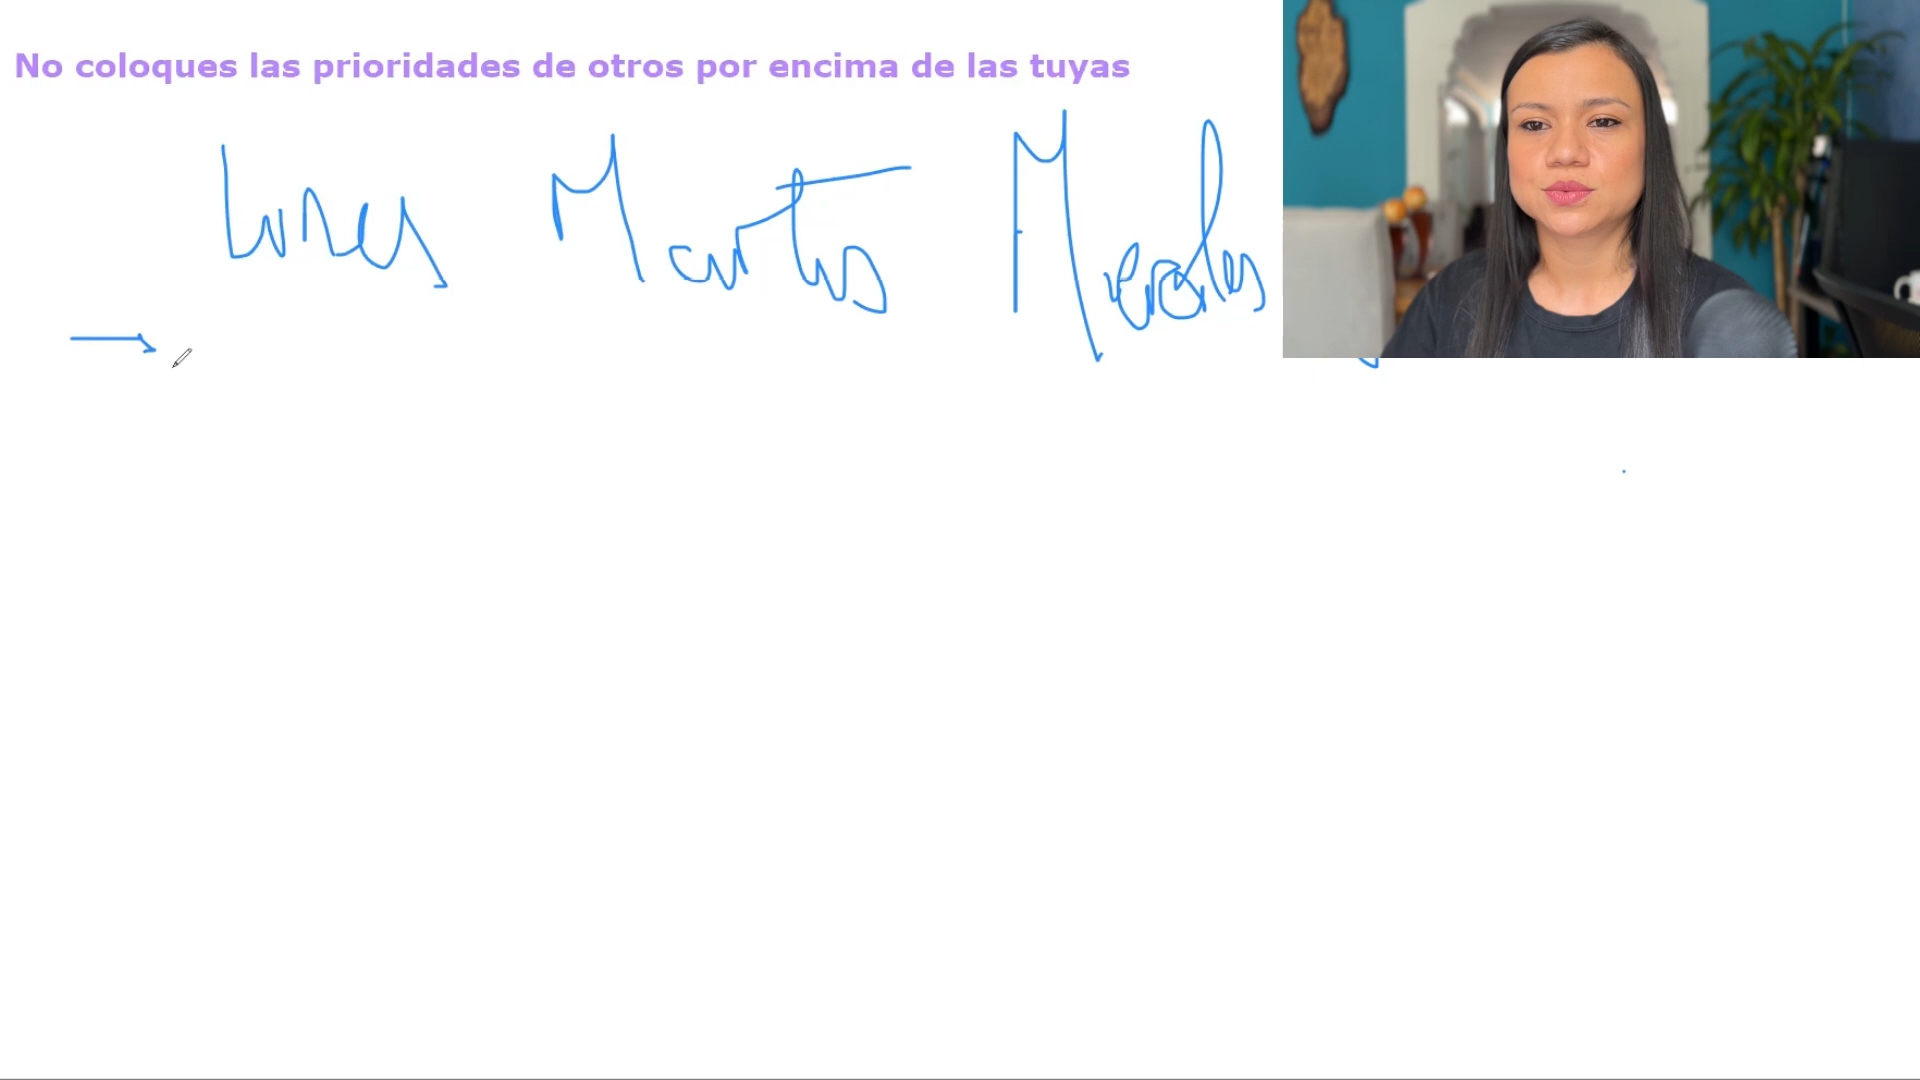 No coloques las prioridades de otros por encima de las tuyas
Lunes Martes Miercoles